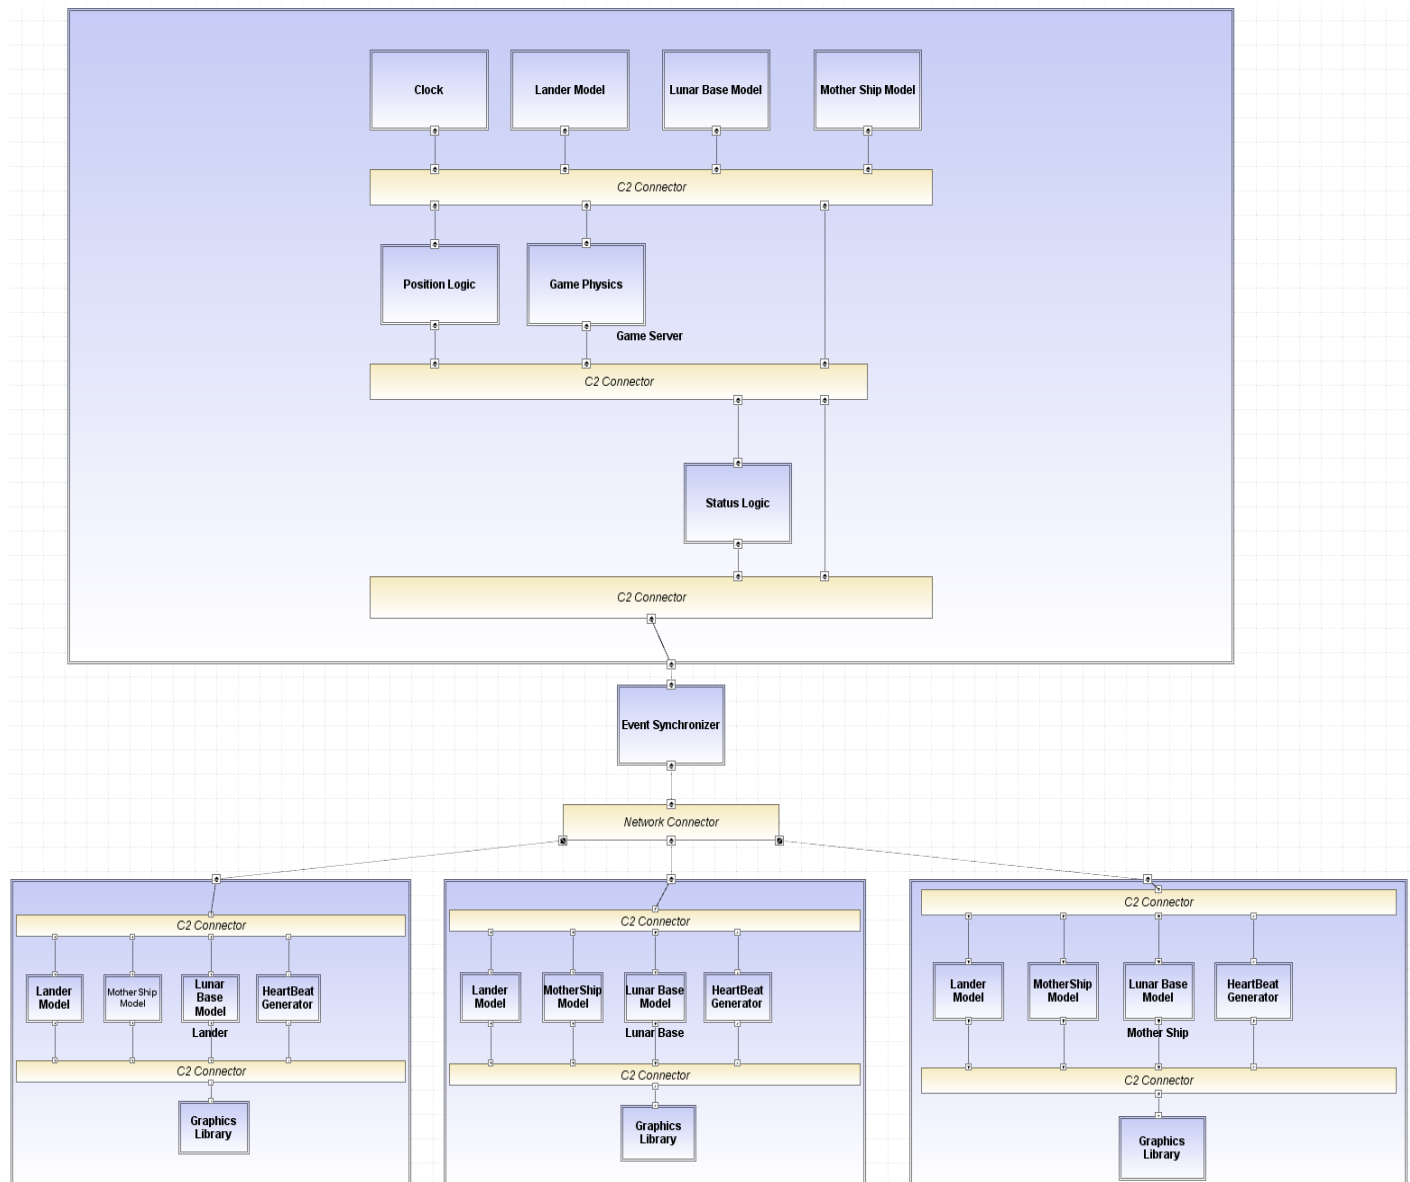 Clock
Lander Model
Lunar Base Model
Mother Ship Model
C2 Connector
Position Logic
Game Physics
Game Server
C2 Connector
Status Logic
C2 Connector
Event Synchronizer
Network Connector
C2 Connector
Lander
Model
MotherShip
Model
Lunar
Base
Model
HeartBeat
Generator
Lander
C2 Connector
Graphics
Library
C2 Connector
Lander
Model
MotherShip
Model
Lunar Base
Model
HeartBeat
Generator
Lunar Base
C2 Connector
Graphics
Library
C2 Connector
Lander
Model
MotherShip
Model
Lunar Base
Model
HeartBeat
Generator
Mother Ship
C2 Connector
Graphics
Library